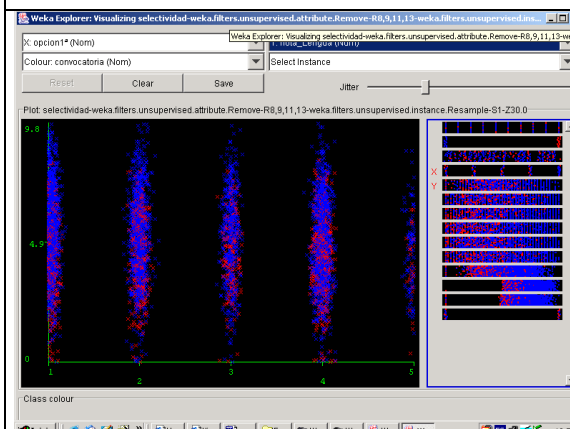 Weka Explorer: Visualizing selectividad-weka.filters.unsupervised.attribute.Remove-R8,9,11,13-weka.filters.unsupervised.ins...
Weka Explorer: Visualizing selectividad-weka.filters.unsupervised.attribute.Remove-R8,9,11,13-we
X: opcion1ª (Nom)
Y: nota_Lengua (Num)
Colour: convocatoria (Nom)
Select Instance
Reset
Clear
Save
Jitter
Plot: selectividad-weka.filters.unsupervised.attribute.Remove-R8,9,11,13-weka.filters.unsupervised.instance.Resample-S1-Z30.0
9.8
4.9
0
1
2
3
4
5
X
Y
Class colour